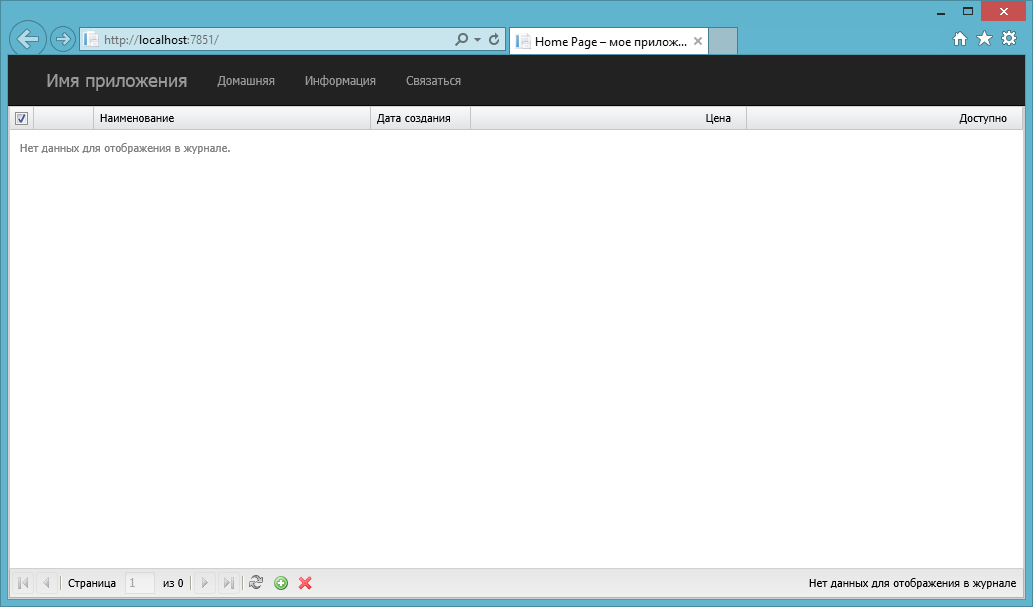 http://localhost:7851/
Home Page – мое прилож...
Имя приложения Домашняя Информация Связаться
Наименование Дата создания Цена Доступно
Нет данных для отображения в журнале.
Страница 1 из 0 Нет данных для отображения в журнале